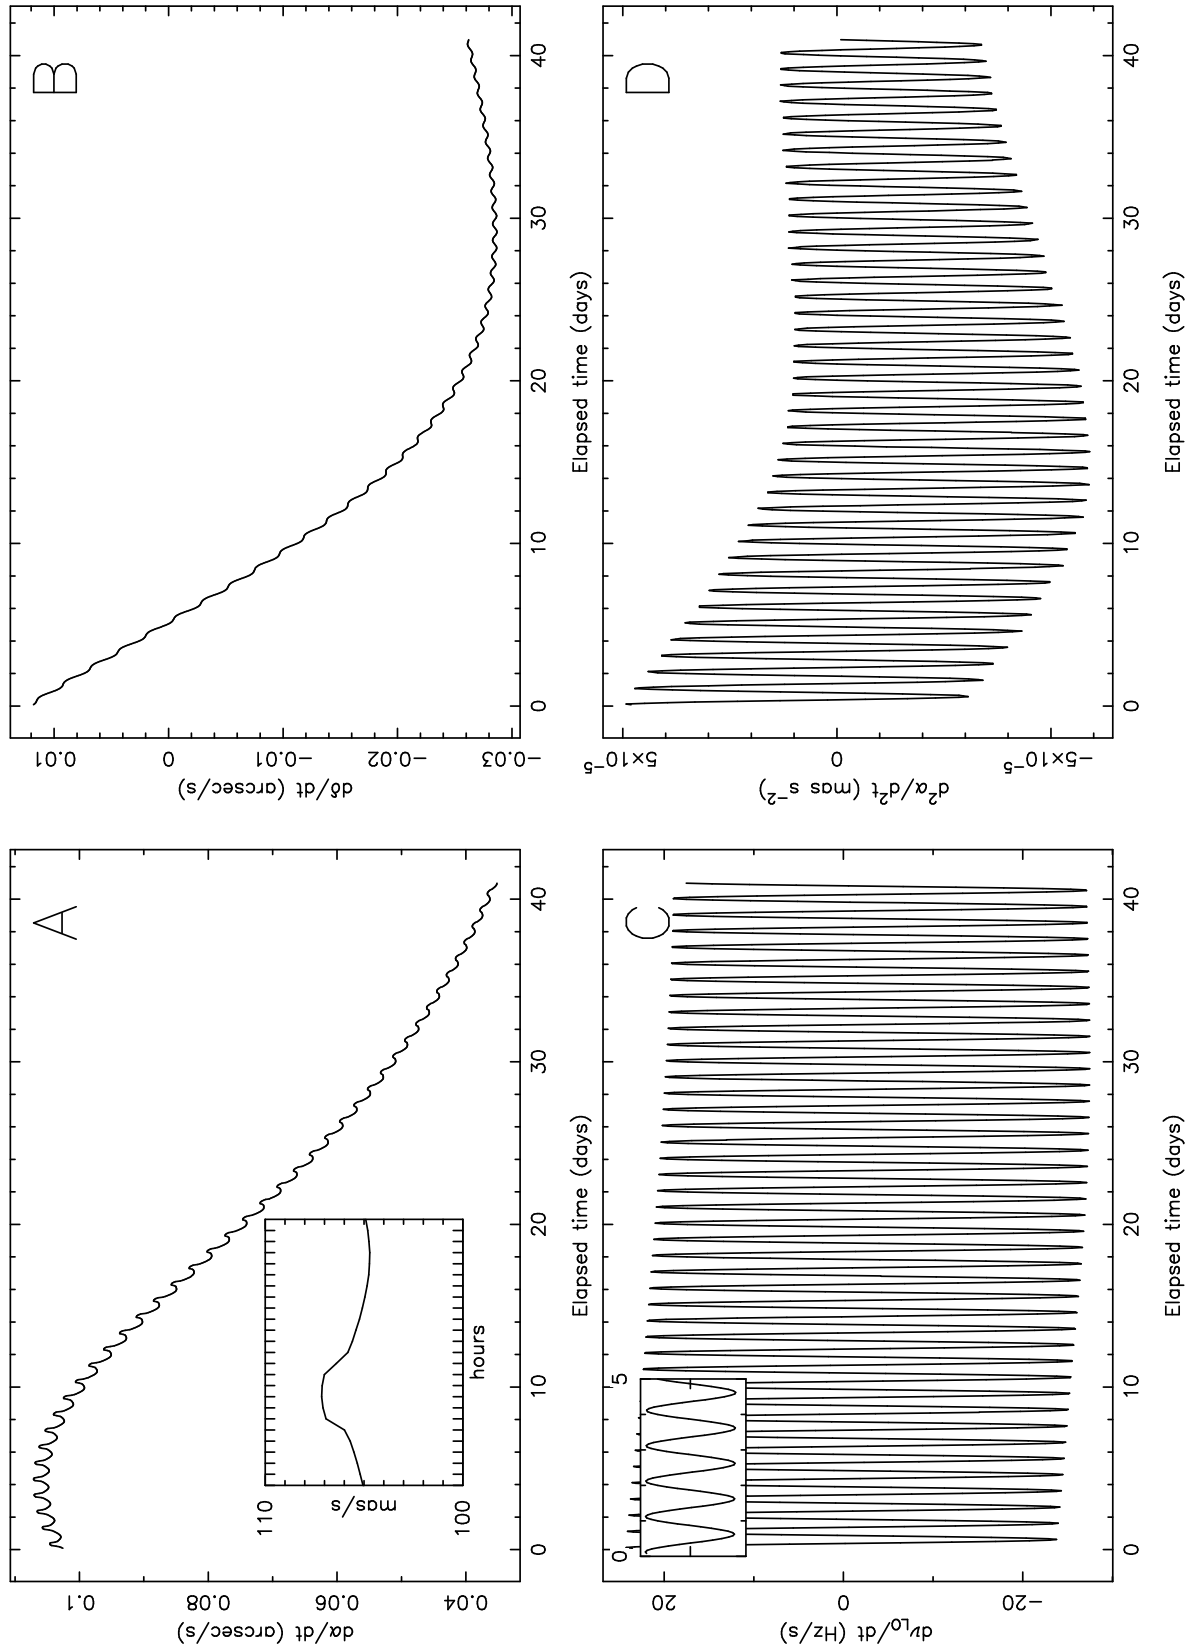 A
0.1
0.08
0.06
0.04
dα/dt (arcsec/s)
0
10
20
30
40
Elapsed time (days)
110
100
mas/s
hours
B
0.01
0
−0.01
−0.02
−0.03
dδ/dt (arcsec/s)
0
10
20
30
40
Elapsed time (days)
C
20
0
−20
dν_LO/dt (Hz/s)
0
5
0
10
20
30
40
Elapsed time (days)
D
5×10⁻⁵
0
−5×10⁻⁵
d²α/d²t (mas s⁻²)
0
10
20
30
40
Elapsed time (days)